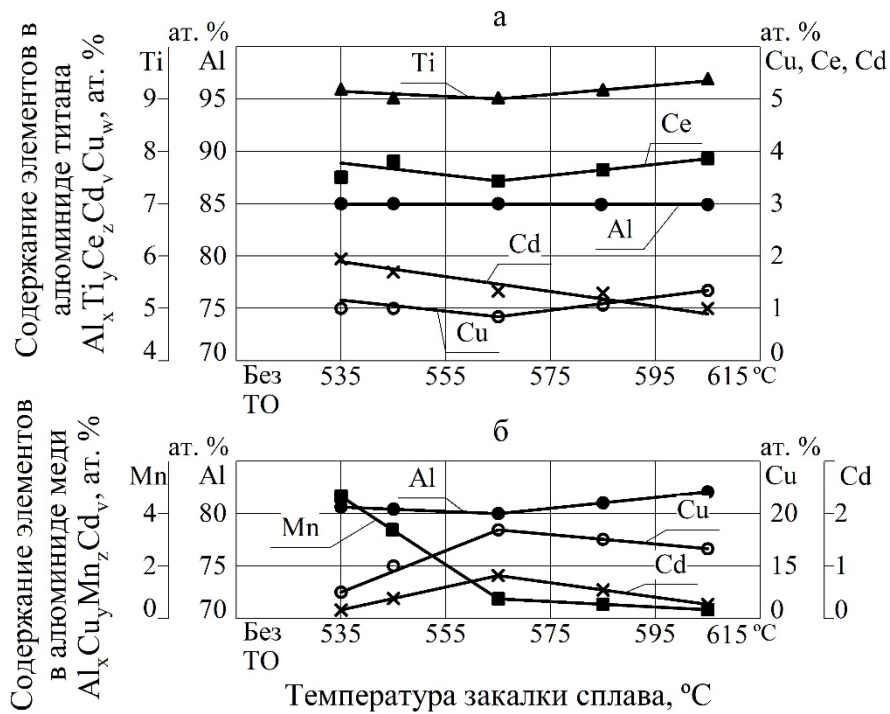 а
Содержание элементов в
алюминиде титана
AlxTiyCezCdvCuw, ат. %
ат. %
Ti Al
ат. %
Cu, Ce, Cd
9 95 5
8 90 4
7 85 3
6 80 2
5 75 1
4 70 0
Ti
Ce
Al
Cd
Cu
Без
ТО
535 555 575 595 615 ºC
б
Содержание элементов
в алюминиде меди
AlxCuyMnzCdv, ат. %
ат. %
Mn Al
ат. %
Cu Cd
4 80 20 2
2 75 15 1
0 70 0 0
Al
Mn
Cu
Cd
Без
ТО
535 555 575 595 615 ºC
Температура закалки сплава, ºC